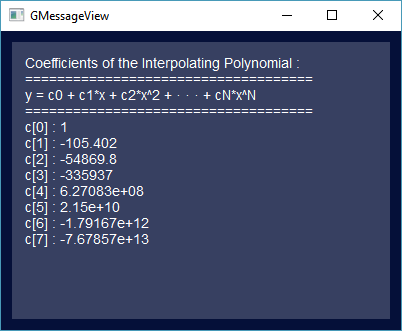 GMessageView
Coefficients of the Interpolating Polynomial :
====================================
y = c0 + c1*x + c2*x^2 + · · · + cN*x^N
====================================
c[0] : 1
c[1] : -105.402
c[2] : -54869.8
c[3] : -335937
c[4] : 6.27083e+08
c[5] : 2.15e+10
c[6] : -1.79167e+12
c[7] : -7.67857e+13